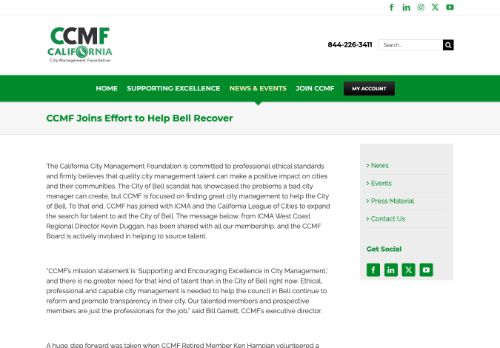 CCMF
CALIFORNIA
City Management Foundation
844-226-3411
Search...
HOME SUPPORTING EXCELLENCE NEWS & EVENTS JOIN CCMF MY ACCOUNT
CCMF Joins Effort to Help Bell Recover
The California City Management Foundation is committed to professional ethical standards
and firmly believes that quality city management talent can make a positive impact on cities
and their communities. The City of Bell scandal has showcased the problems a bad city
manager can create, but CCMF is focused on finding great city management to help the City
of Bell. To that end, CCMF has joined with ICMA and the California League of Cities to expand
the search for talent to aid the City of Bell. The message below, from ICMA West Coast
Regional Director Kevin Duggan, has been shared with all our membership, and the CCMF
Board is actively involved in helping to source talent.
"CCMF's mission statement is 'Supporting and Encouraging Excellence in City Management,'
and there is no greater need for that kind of talent than in the City of Bell right now. Ethical,
professional and capable city management is needed to help the council in Bell continue to
reform and promote transparency in their city. Our talented members and prospective
members are just the professionals for the job," said Bill Garrett, CCMF's executive director.
A huge step forward was taken when CCMF Retired Member Ken Hampian volunteered a
> News
> Events
> Press Material
> Contact Us
Get Social